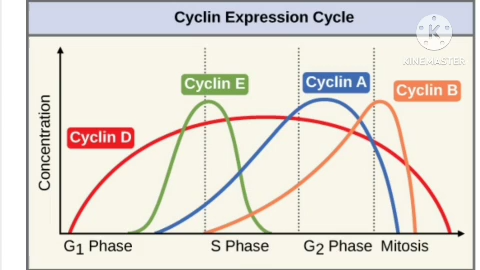 Cyclin Expression Cycle
K
KINEMASTER
Cyclin E
Cyclin A
Cyclin B
Cyclin D
Concentration
G1 Phase
S Phase
G2 Phase
Mitosis